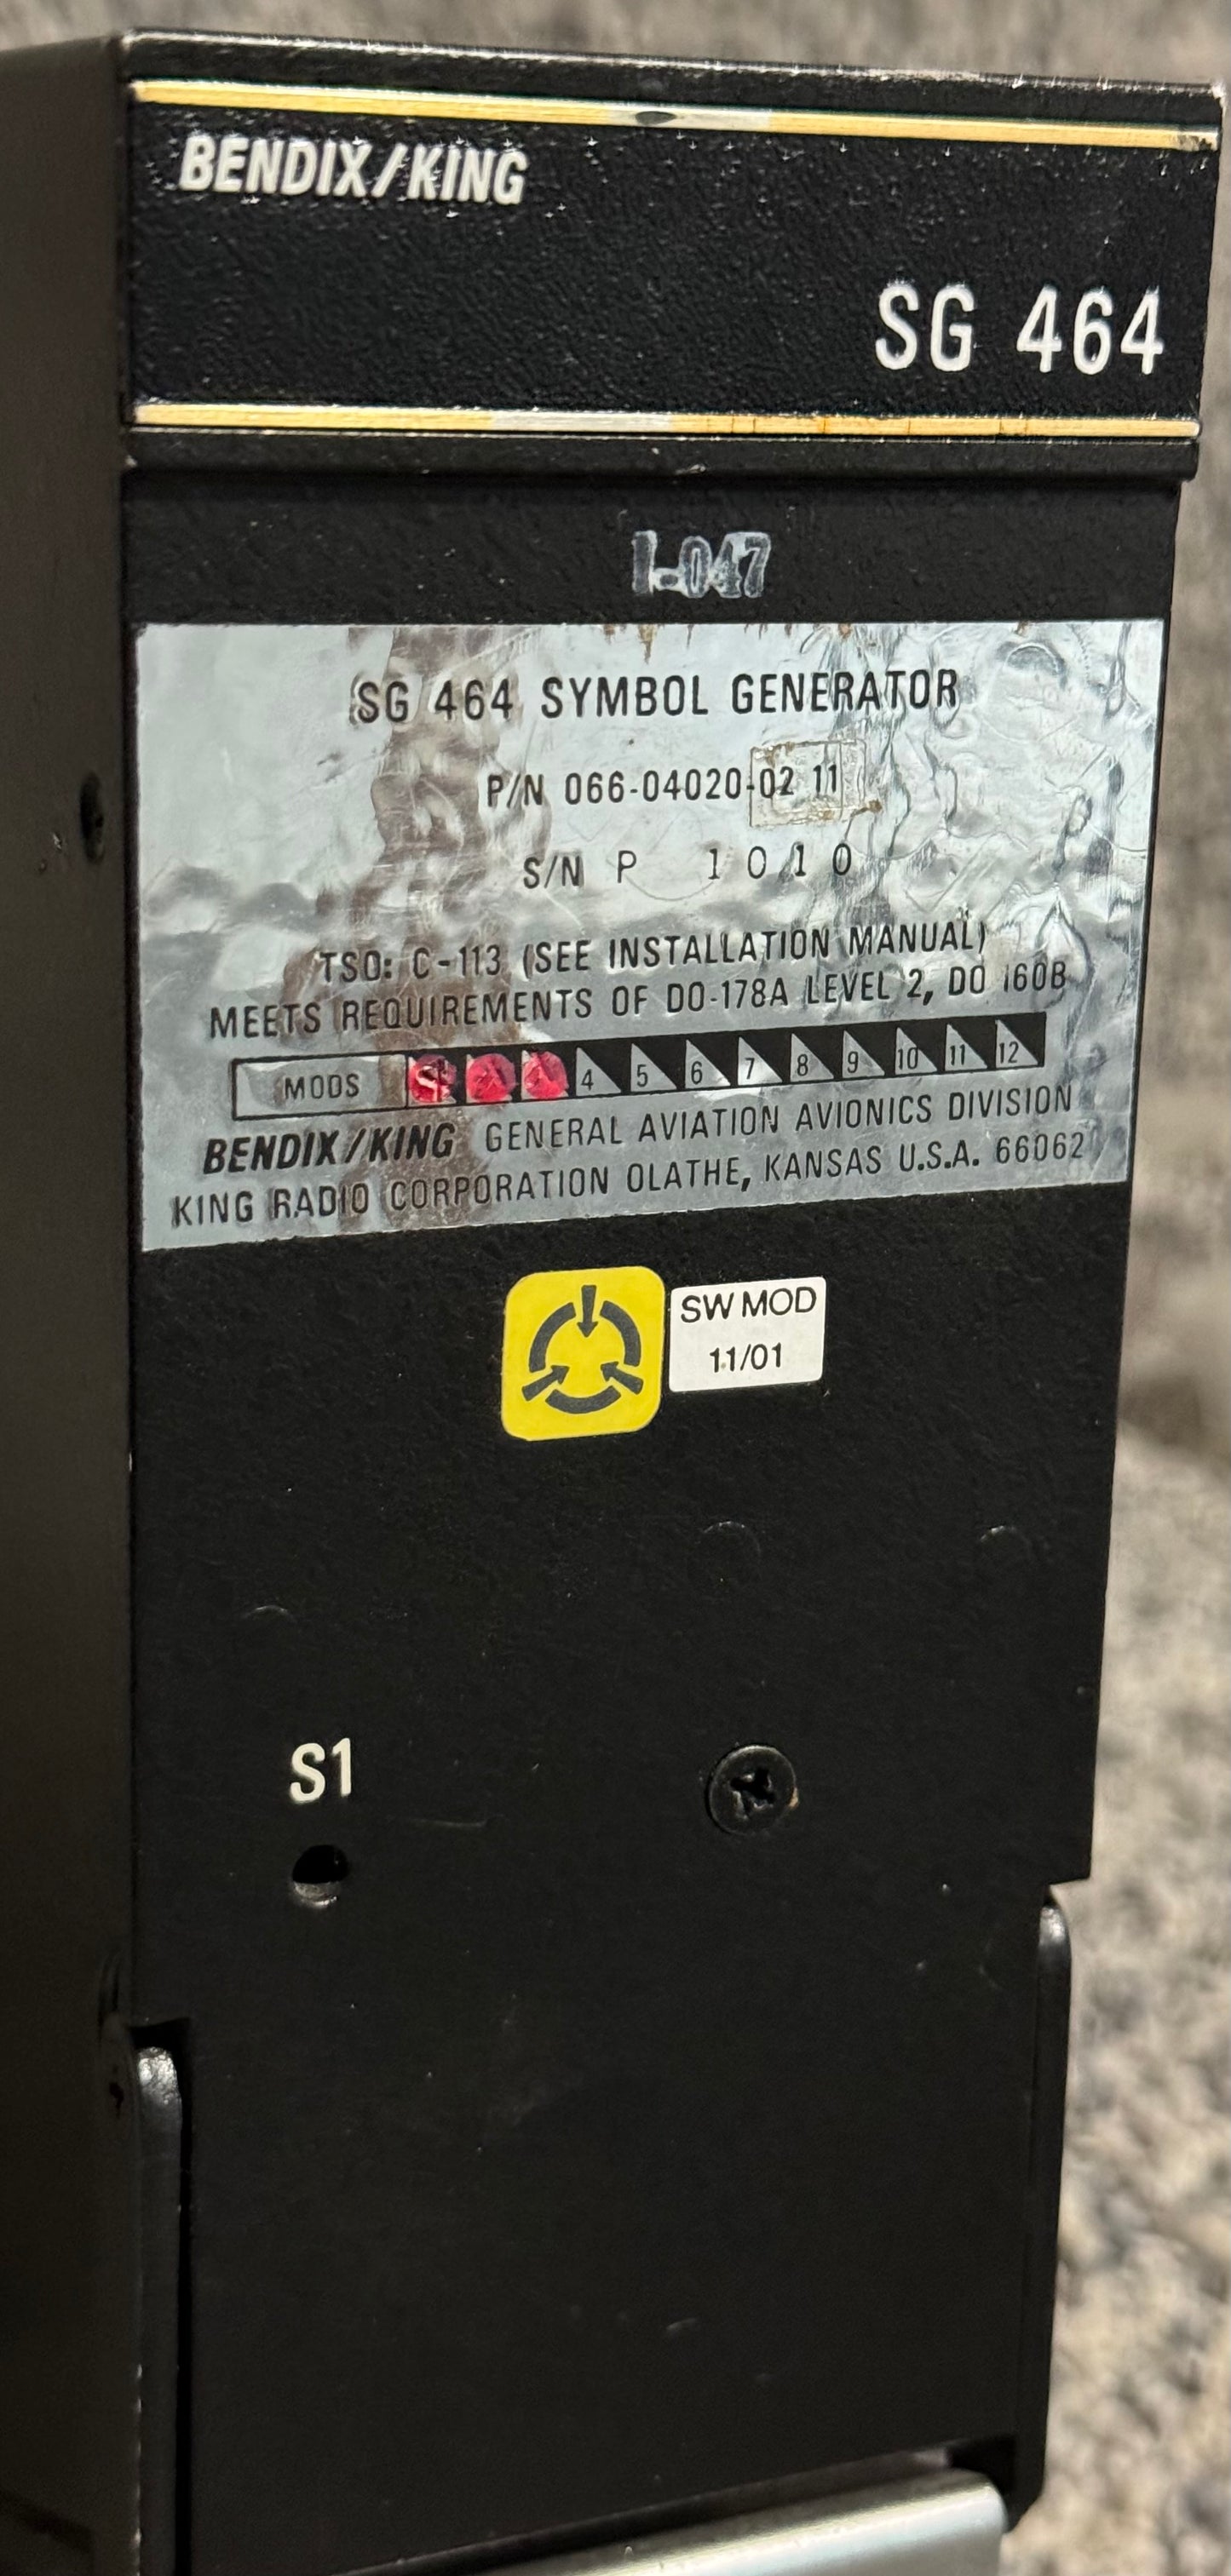 BENDIX/KING
SG 464
1-047
SG 464 SYMBOL GENERATOR
P/N 066-04020-02 11
S/N P 1010
TSO: C-113 (SEE INSTALLATION MANUAL)
MEETS REQUIREMENTS OF DO-178A LEVEL 2, DO 160B
MODS 4 5 6 7 8 9 10 11 12
BENDIX/KING GENERAL AVIATION AVIONICS DIVISION
KING RADIO CORPORATION OLATHE, KANSAS U.S.A. 66062
SW MOD
11/01
S1